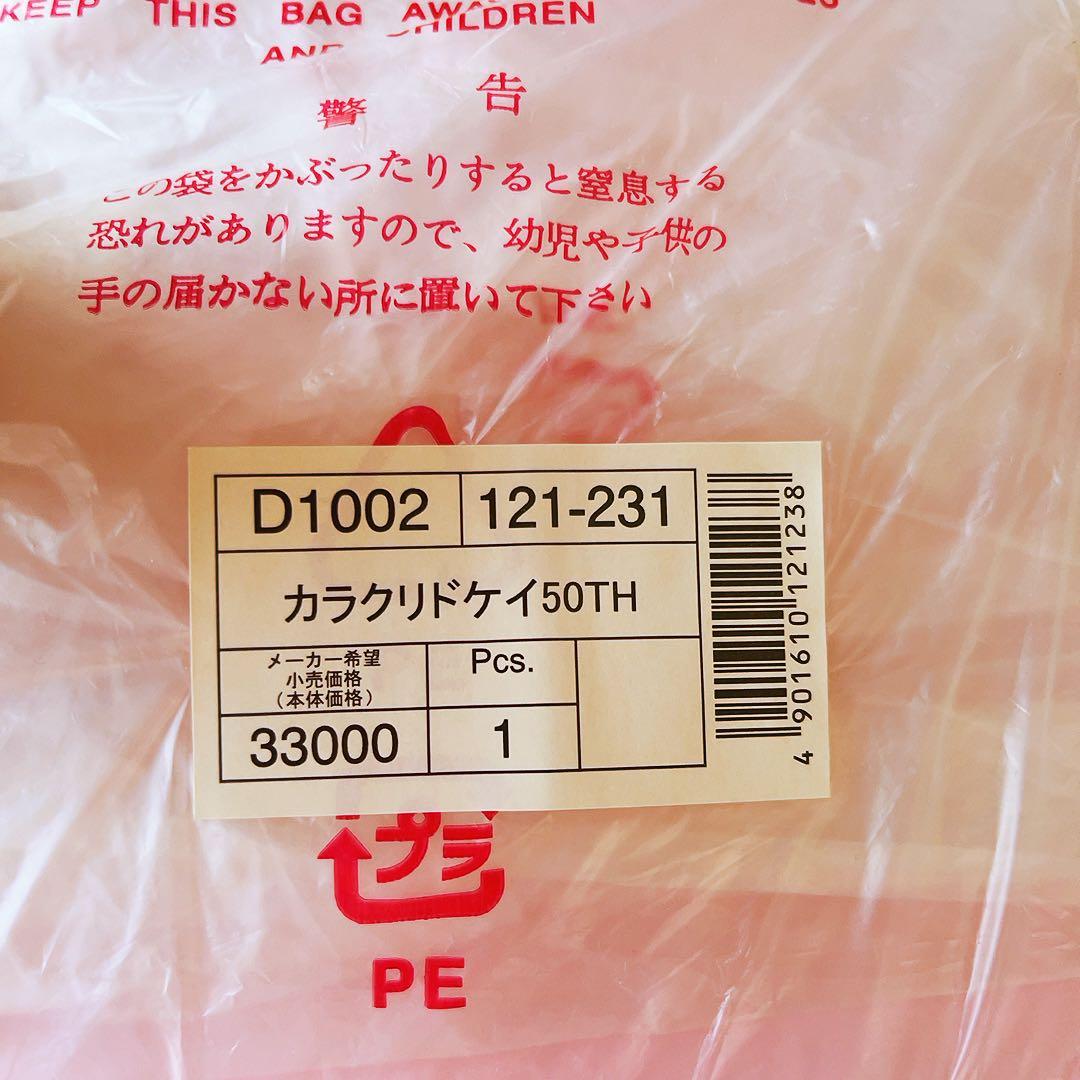 KEEP THIS BAG AWAY CHILDREN
AND
警告
この袋をかぶったりすると窒息する
恐れがありますので、幼児や子供の
手の届かない所に置いて下さい
D1002 121-231
カラクリドケイ50TH
メーカー希望
小売価格
(本体価格)
Pcs.
33000 1
4901610121238
プラ
PE